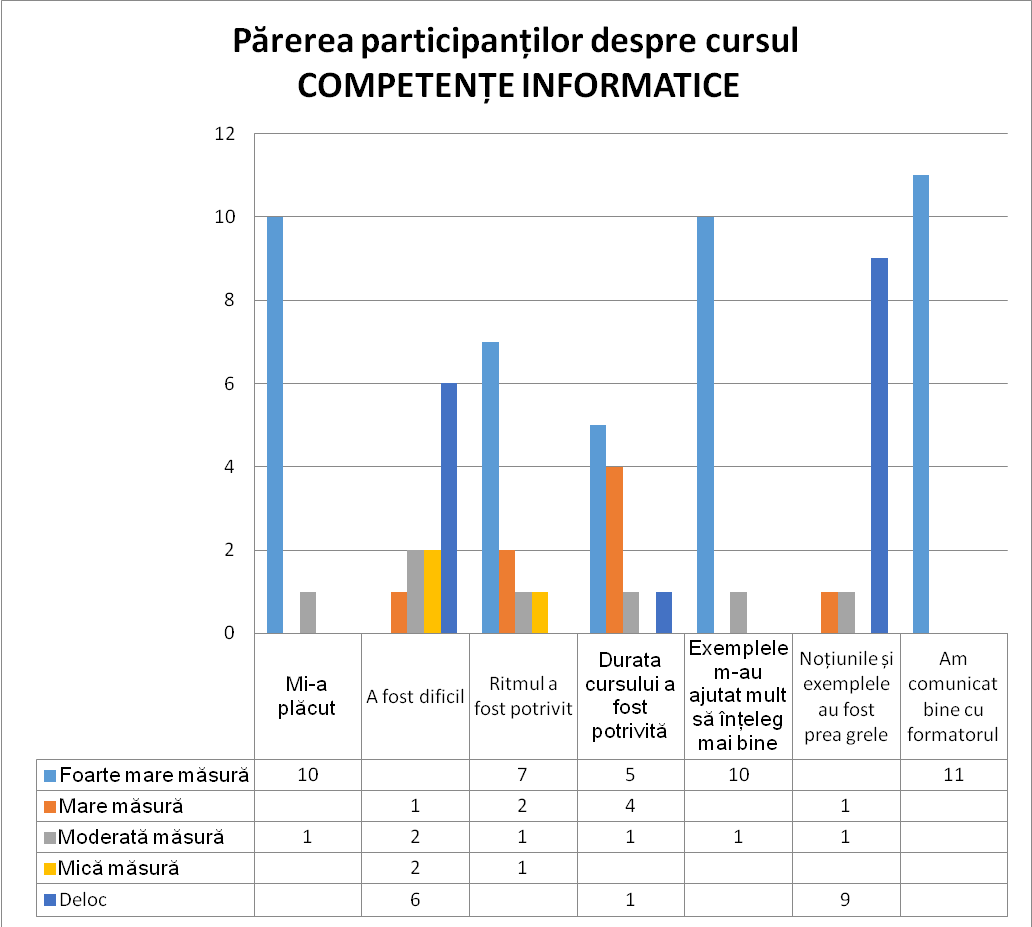 Părerea participanților despre cursul
COMPETENȚE INFORMATICE
12
10
8
6
4
2
0
Mi-a
plăcut
A fost dificil
Ritmul a
fost potrivit
Durata
cursului a
fost
potrivită
Exemplele
m-au
ajutat mult
să înțeleg
mai bine
Noțiunile și
exemplele
au fost
prea grele
Am
comunicat
bine cu
formatorul
Foarte mare măsură 10 7 5 10 11
Mare măsură 1 2 4 1
Moderată măsură 1 2 1 1 1 1
Mică măsură 2 1
Deloc 6 1 9